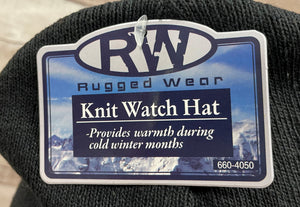 RW
Rugged Wear
Knit Watch Hat
-Provides warmth during
cold winter months
660-4050